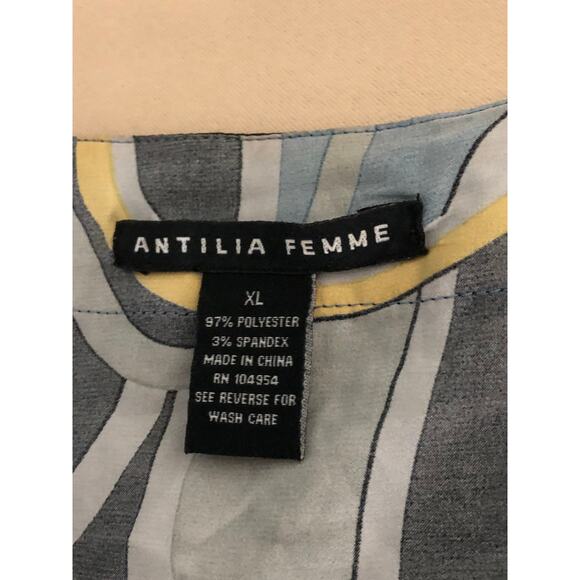 ANTILIA FEMME
XL
97% POLYESTER
3% SPANDEX
MADE IN CHINA
RN 104954
SEE REVERSE FOR
WASH CARE